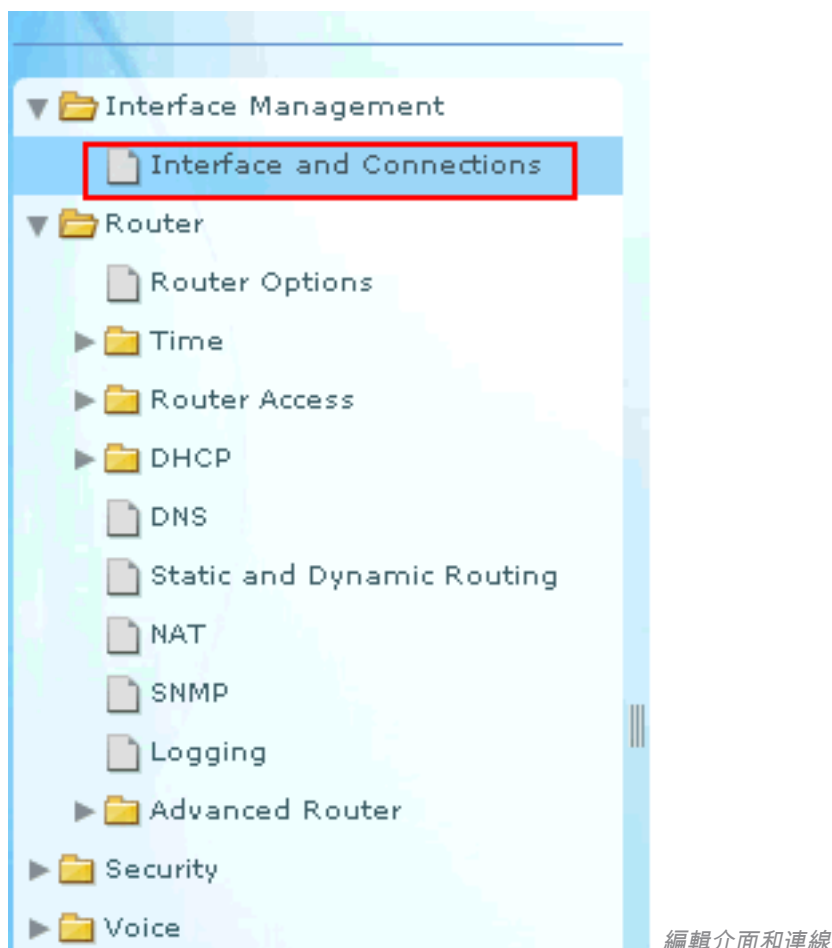 Interface Management
Interface and Connections
Router
Router Options
Time
Router Access
DHCP
DNS
Static and Dynamic Routing
NAT
SNMP
Logging
Advanced Router
Security
Voice
編輯介面和連線